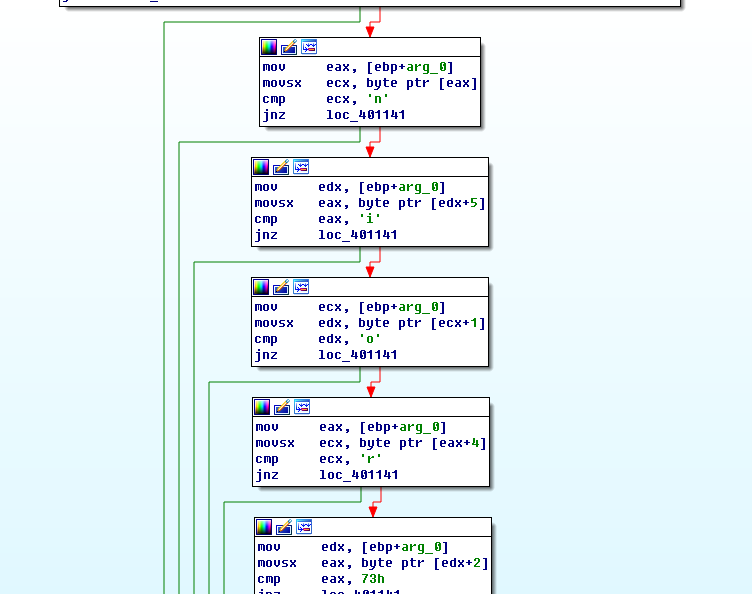 mov eax, [ebp+arg_0]
movsx ecx, byte ptr [eax]
cmp ecx, 'n'
jnz loc_401141
mov edx, [ebp+arg_0]
movsx eax, byte ptr [edx+5]
cmp eax, 'i'
jnz loc_401141
mov ecx, [ebp+arg_0]
movsx edx, byte ptr [ecx+1]
cmp edx, 'o'
jnz loc_401141
mov eax, [ebp+arg_0]
movsx ecx, byte ptr [eax+4]
cmp ecx, 'r'
jnz loc_401141
mov edx, [ebp+arg_0]
movsx eax, byte ptr [edx+2]
cmp eax, 73h
jnz loc_401141